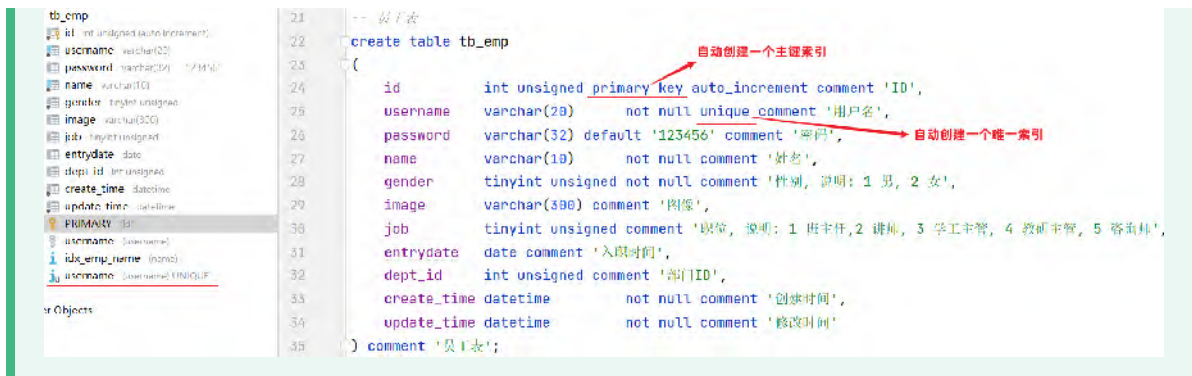 tb_emp
id int unsigned (auto increment)
username varchar(20)
password varchar(32) '123456'
name varchar(10)
gender tinyint unsigned
image varchar(300)
job tinyint unsigned
entrydate date
dept_id int unsigned
create_time datetime
update_time datetime
PRIMARY (id)
username (username)
idx_emp_name (name)
username (username) UNIQUE
er Objects
21 -- 员工表
22 create table tb_emp
自动创建一个主键索引
23 (
24 id int unsigned primary key auto_increment comment 'ID',
25 username varchar(20) not null unique comment '用户名',
26 password varchar(32) default '123456' comment '密码',
自动创建一个唯一索引
27 name varchar(10) not null comment '姓名',
28 gender tinyint unsigned not null comment '性别, 说明: 1 男, 2 女',
29 image varchar(300) comment '图像',
30 job tinyint unsigned comment '职位, 说明: 1 班主任,2 讲师, 3 学工主管, 4 教研主管, 5 咨询师',
31 entrydate date comment '入职时间',
32 dept_id int unsigned comment '部门ID',
33 create_time datetime not null comment '创建时间',
34 update_time datetime not null comment '修改时间'
35 ) comment '员工表';